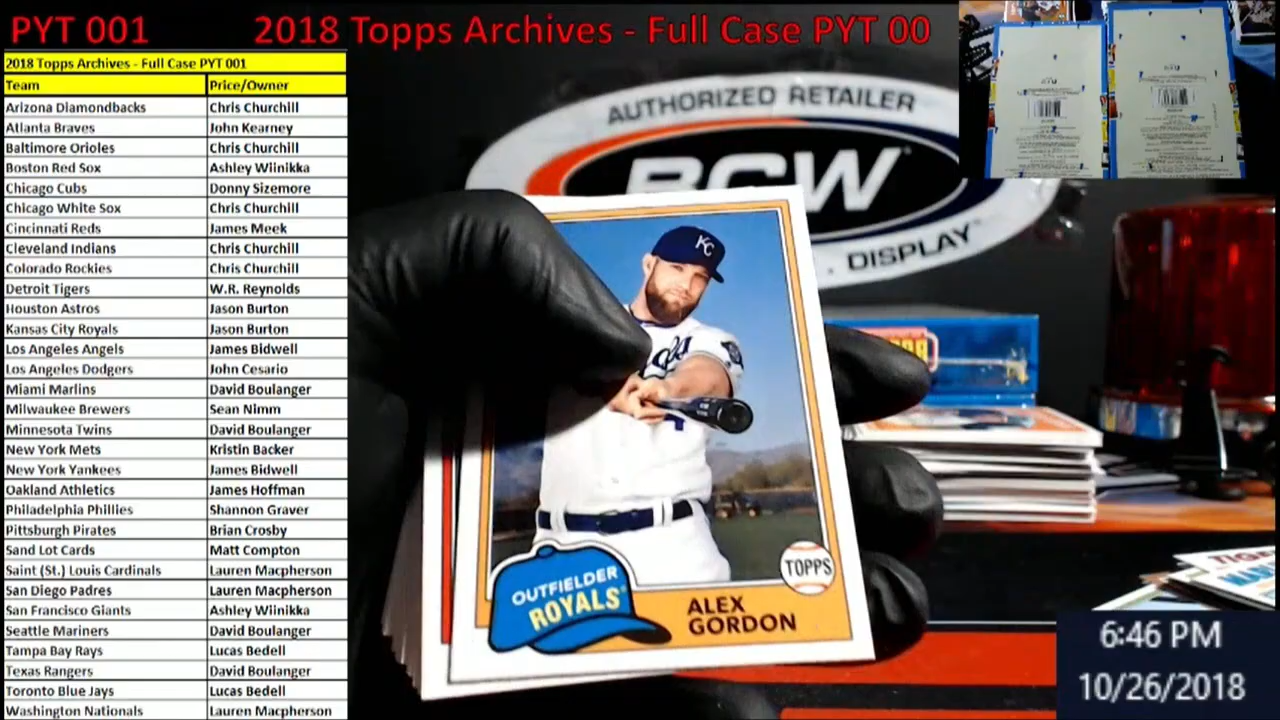 PYT 001
2018 Topps Archives - Full Case PYT 00
2018 Topps Archives - Full Case PYT 001
Team Price/Owner
Arizona Diamondbacks Chris Churchill
Atlanta Braves John Kearney
Baltimore Orioles Chris Churchill
Boston Red Sox Ashley Wiinikka
Chicago Cubs Donny Sizemore
Chicago White Sox Chris Churchill
Cincinnati Reds James Meek
Cleveland Indians Chris Churchill
Colorado Rockies Chris Churchill
Detroit Tigers W.R. Reynolds
Houston Astros Jason Burton
Kansas City Royals Jason Burton
Los Angeles Angels James Bidwell
Los Angeles Dodgers John Cesario
Miami Marlins David Boulanger
Milwaukee Brewers Sean Nimm
Minnesota Twins David Boulanger
New York Mets Kristin Backer
New York Yankees James Bidwell
Oakland Athletics James Hoffman
Philadelphia Phillies Shannon Graver
Pittsburgh Pirates Brian Crosby
Sand Lot Cards Matt Compton
Saint (St.) Louis Cardinals Lauren Macpherson
San Diego Padres Lauren Macpherson
San Francisco Giants Ashley Wiinikka
Seattle Mariners David Boulanger
Tampa Bay Rays Lucas Bedell
Texas Rangers David Boulanger
Toronto Blue Jays Lucas Bedell
Washington Nationals Lauren Macpherson
AUTHORIZED RETAILER
BCW
DISPLAY
KC
OUTFIELDER
ROYALS
ALEX
GORDON
TOPPS
6:46 PM
10/26/2018